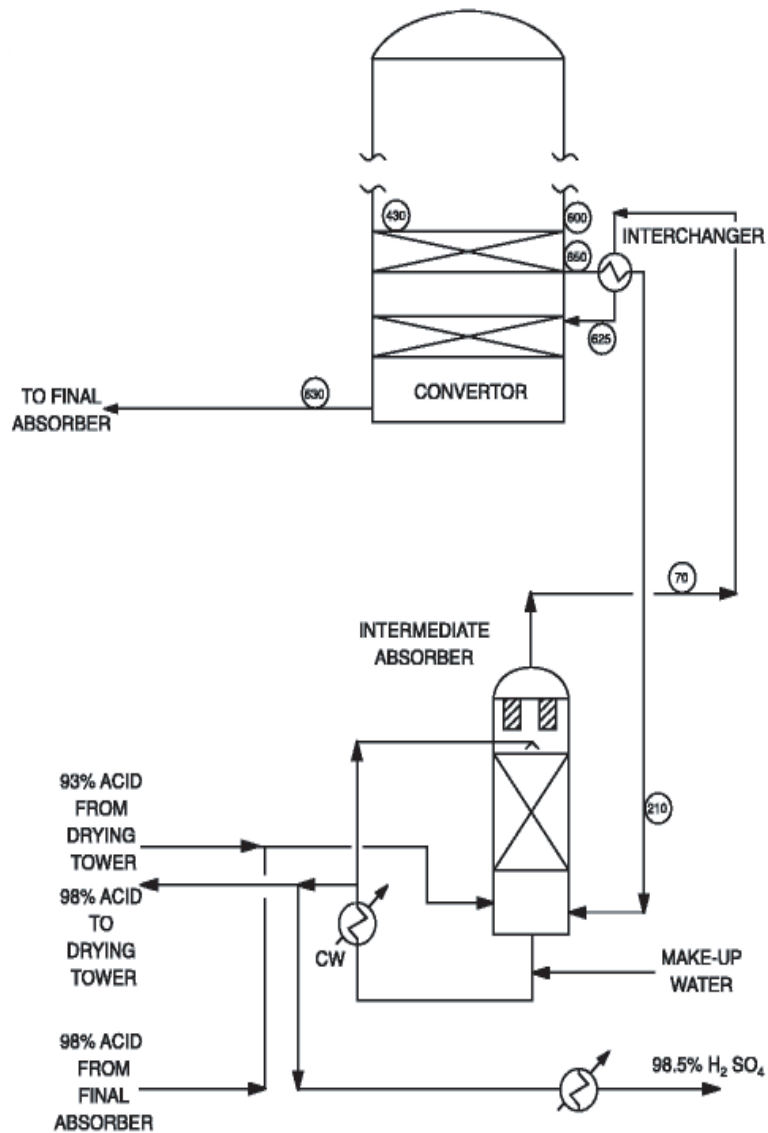 430
600
INTERCHANGER
650
625
CONVERTOR
630
TO FINAL
ABSORBER
70
INTERMEDIATE
ABSORBER
93% ACID
FROM
DRYING
TOWER
210
98% ACID
TO
DRYING
TOWER
CW
MAKE-UP
WATER
98% ACID
FROM
FINAL
ABSORBER
98.5% H₂ SO₄